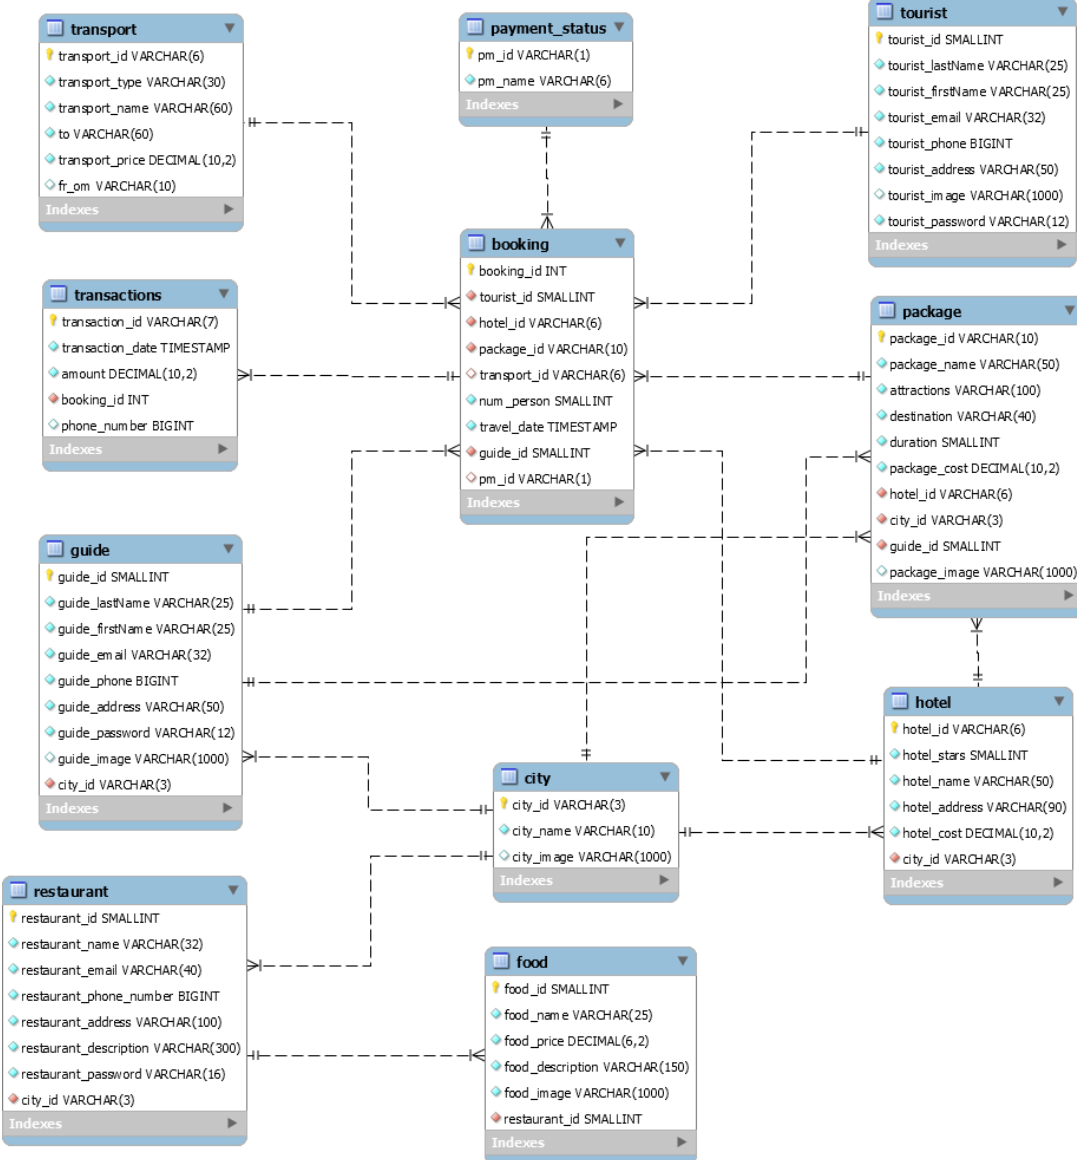 transport
transport_id VARCHAR(6)
transport_type VARCHAR(30)
transport_name VARCHAR(60)
to VARCHAR(60)
transport_price DECIMAL(10,2)
fr_om VARCHAR(10)
Indexes
payment_status
pm_id VARCHAR(1)
pm_name VARCHAR(6)
Indexes
tourist
tourist_id SMALLINT
tourist_lastName VARCHAR(25)
tourist_firstName VARCHAR(25)
tourist_email VARCHAR(32)
tourist_phone BIGINT
tourist_address VARCHAR(50)
tourist_image VARCHAR(1000)
tourist_password VARCHAR(12)
Indexes
transactions
transaction_id VARCHAR(7)
transaction_date TIMESTAMP
amount DECIMAL(10,2)
booking_id INT
phone_number BIGINT
Indexes
booking
booking_id INT
tourist_id SMALLINT
hotel_id VARCHAR(6)
package_id VARCHAR(10)
transport_id VARCHAR(6)
num_person SMALLINT
travel_date TIMESTAMP
guide_id SMALLINT
pm_id VARCHAR(1)
Indexes
package
package_id VARCHAR(10)
package_name VARCHAR(50)
attractions VARCHAR(100)
destination VARCHAR(40)
duration SMALLINT
package_cost DECIMAL(10,2)
hotel_id VARCHAR(6)
city_id VARCHAR(3)
guide_id SMALLINT
package_image VARCHAR(1000)
Indexes
guide
guide_id SMALLINT
guide_lastName VARCHAR(25)
guide_firstName VARCHAR(25)
guide_email VARCHAR(32)
guide_phone BIGINT
guide_address VARCHAR(50)
guide_password VARCHAR(12)
guide_image VARCHAR(1000)
city_id VARCHAR(3)
Indexes
city
city_id VARCHAR(3)
city_name VARCHAR(10)
city_image VARCHAR(1000)
Indexes
hotel
hotel_id VARCHAR(6)
hotel_stars SMALLINT
hotel_name VARCHAR(50)
hotel_address VARCHAR(90)
hotel_cost DECIMAL(10,2)
city_id VARCHAR(3)
Indexes
restaurant
restaurant_id SMALLINT
restaurant_name VARCHAR(32)
restaurant_email VARCHAR(40)
restaurant_phone_number BIGINT
restaurant_address VARCHAR(100)
restaurant_description VARCHAR(300)
restaurant_password VARCHAR(16)
city_id VARCHAR(3)
Indexes
food
food_id SMALLINT
food_name VARCHAR(25)
food_price DECIMAL(6,2)
food_description VARCHAR(150)
food_image VARCHAR(1000)
restaurant_id SMALLINT
Indexes